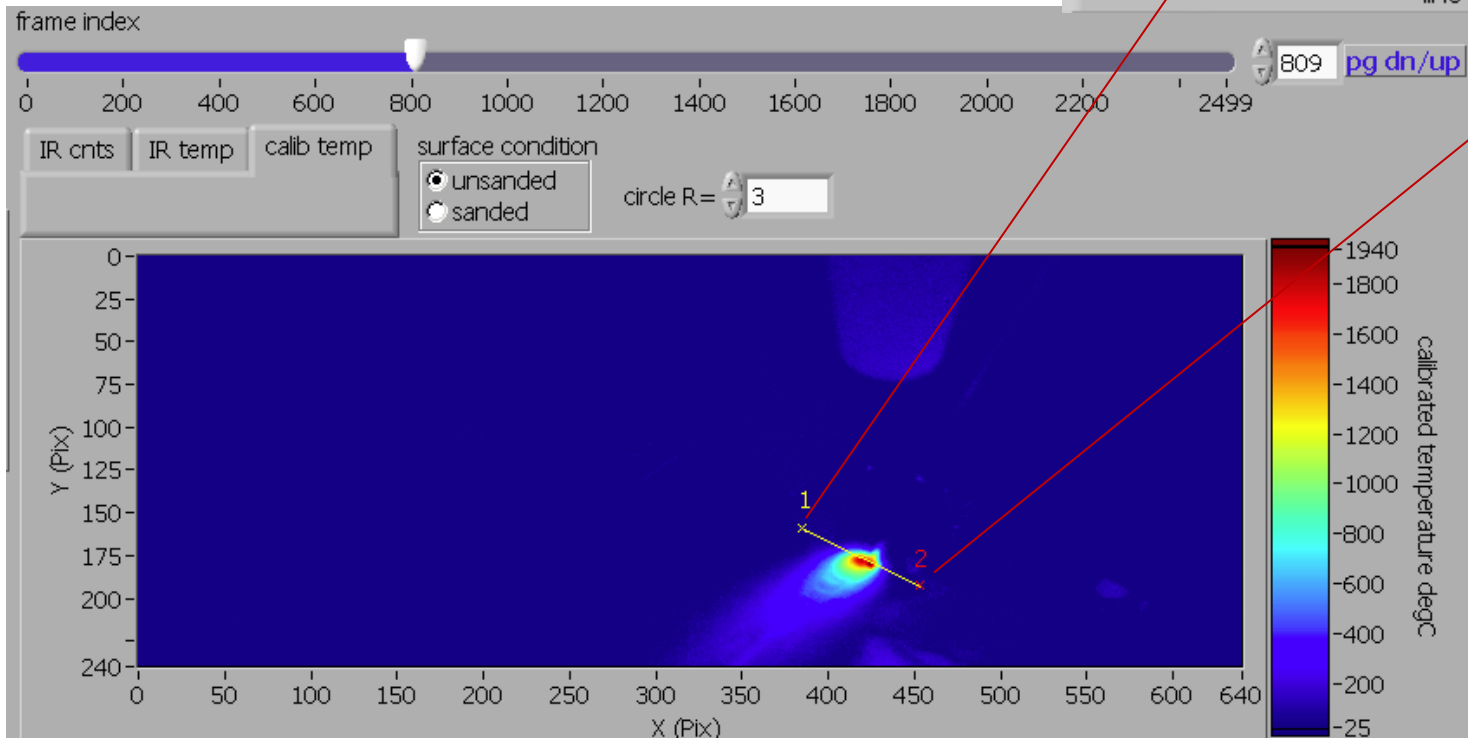 frame index
809 pg dn/up
0 200 400 600 800 1000 1200 1400 1600 1800 2000 2200 2499
IR cnts IR temp calib temp
surface condition
unsanded
sanded
circle R= 3
0
25
50
75
100
125
150
175
200
240
Y (Pix)
1
2
0 50 100 150 200 250 300 350 400 450 500 550 600 640
X (Pix)
1940
1800
1600
1400
1200
1000
800
600
400
200
25
calibrated temperature degC